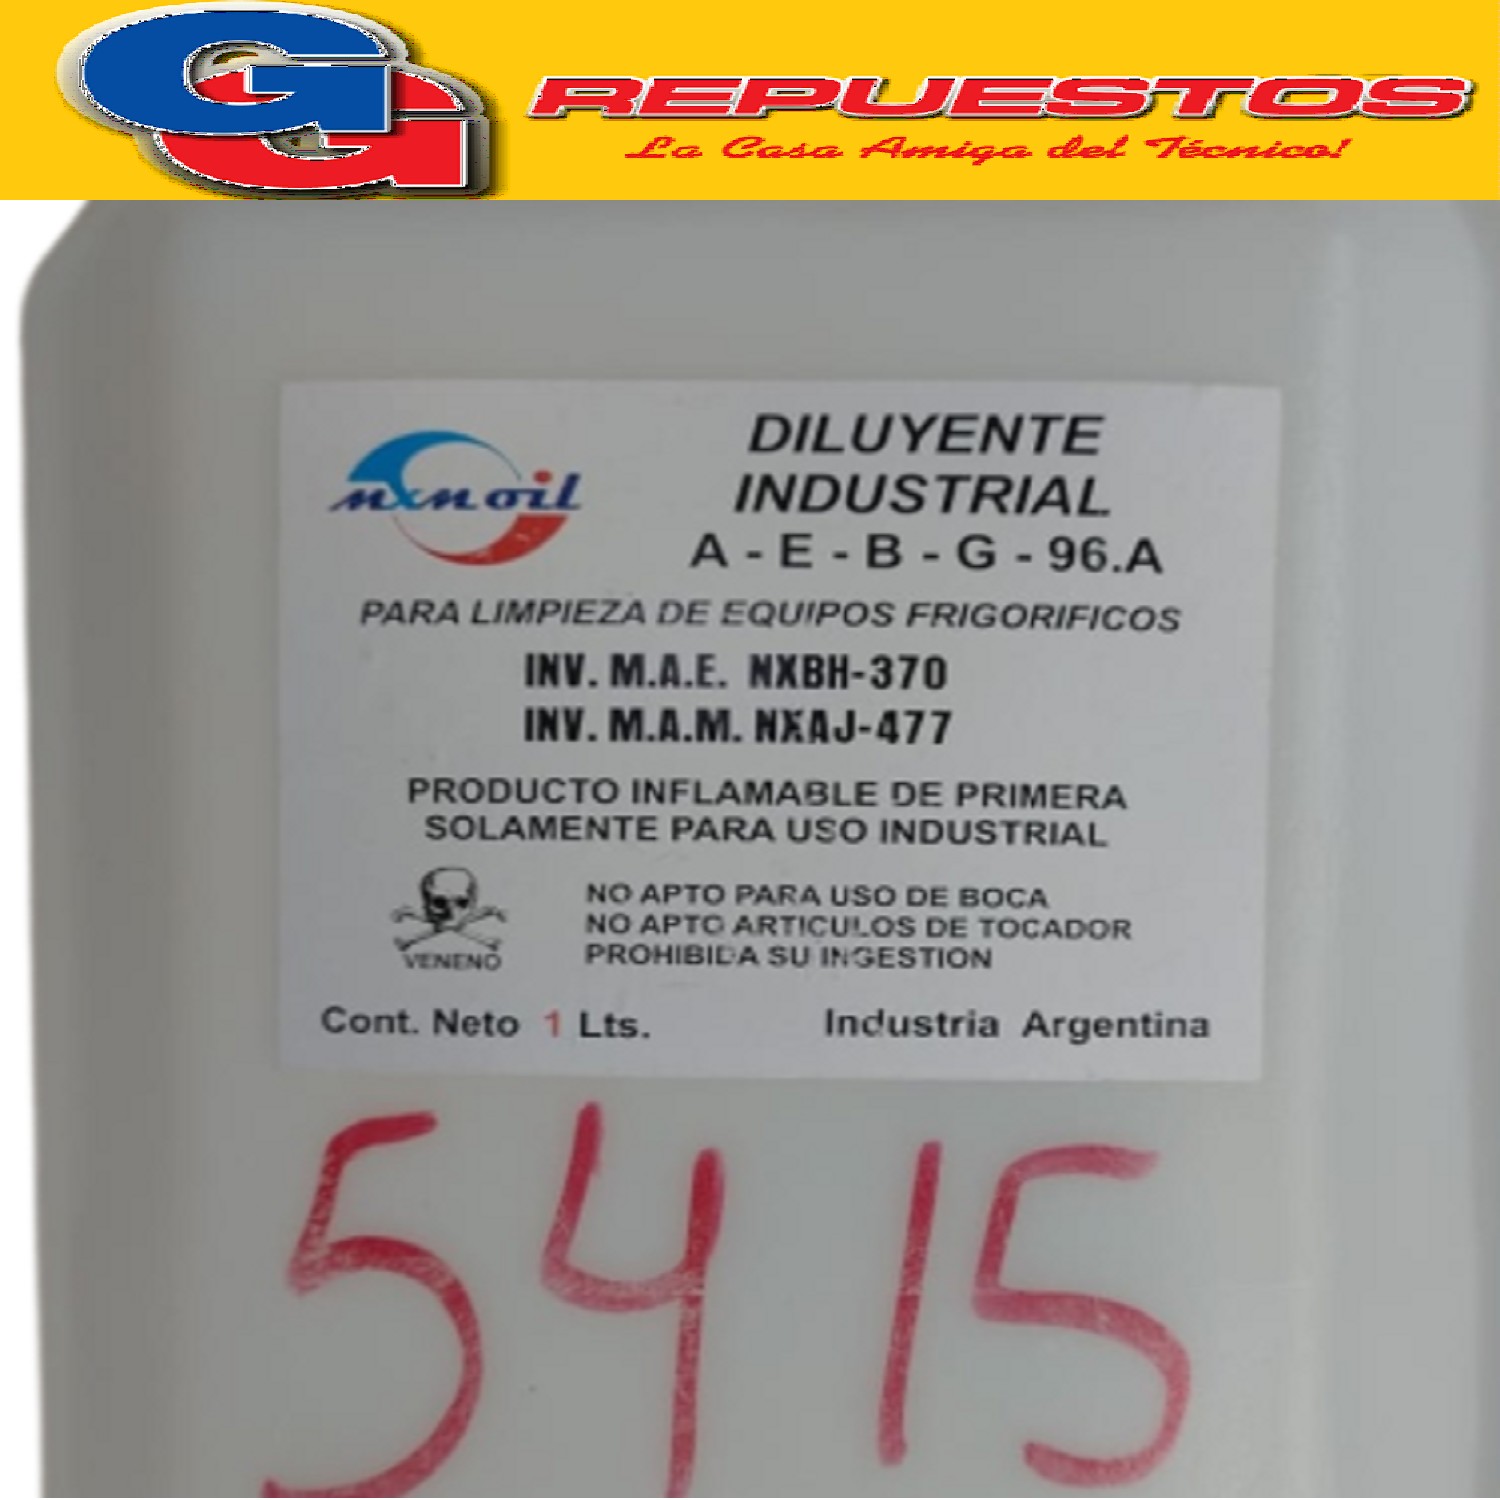 GG REPUESTOS
La Casa Amiga del Técnico!
nxnoil
DILUYENTE
INDUSTRIAL
A - E - B - G - 96.A
PARA LIMPIEZA DE EQUIPOS FRIGORIFICOS
INV. M.A.E. NXBH-370
INV. M.A.M. NXAJ-477
PRODUCTO INFLAMABLE DE PRIMERA
SOLAMENTE PARA USO INDUSTRIAL
NO APTO PARA USO DE BOCA
NO APTO ARTICULOS DE TOCADOR
PROHIBIDA SU INGESTION
VENENO
Cont. Neto 1 Lts.
Industria Argentina
5415